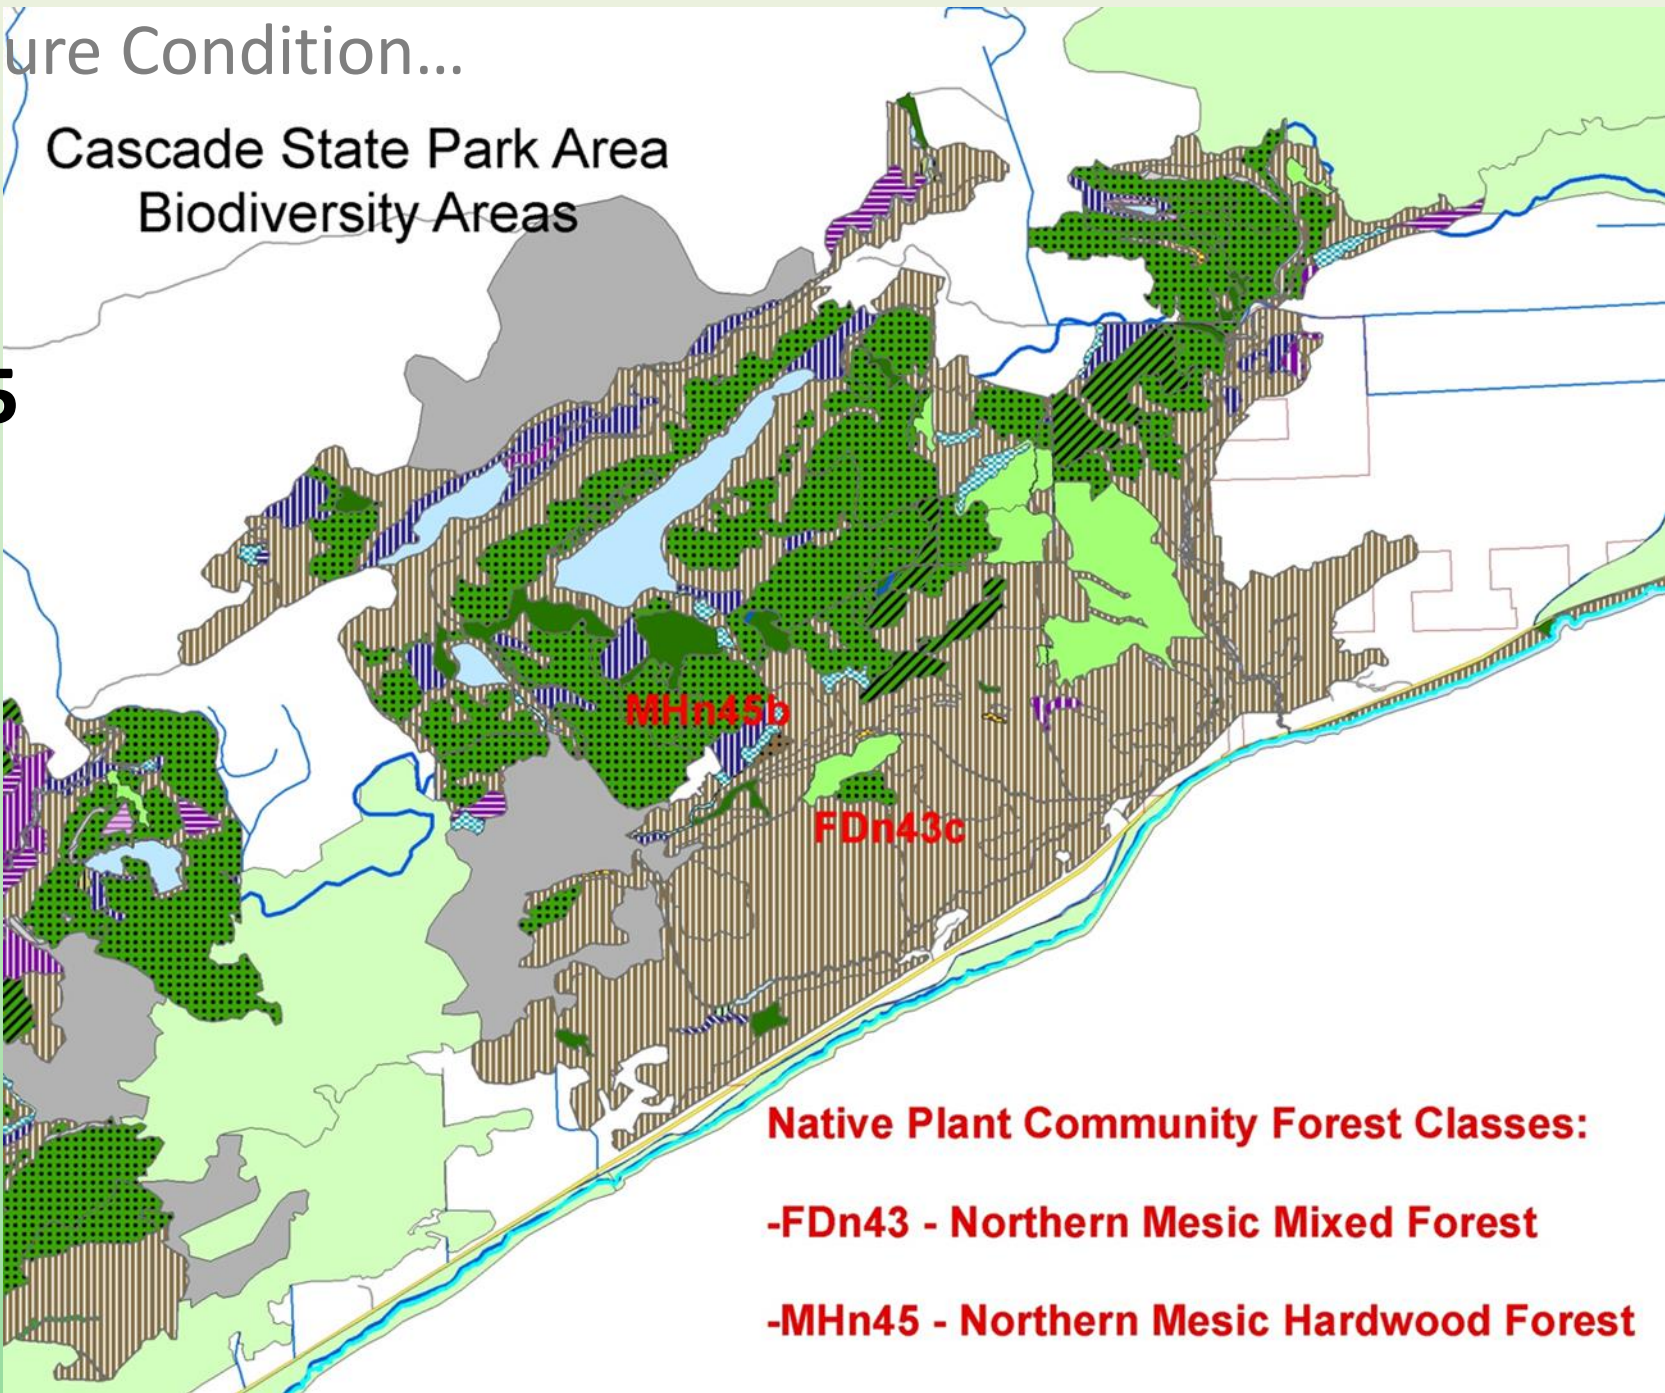 ure Condition...
Cascade State Park Area
Biodiversity Areas
5
MHn45b
FDn43c
Native Plant Community Forest Classes:
-FDn43 - Northern Mesic Mixed Forest
-MHn45 - Northern Mesic Hardwood Forest